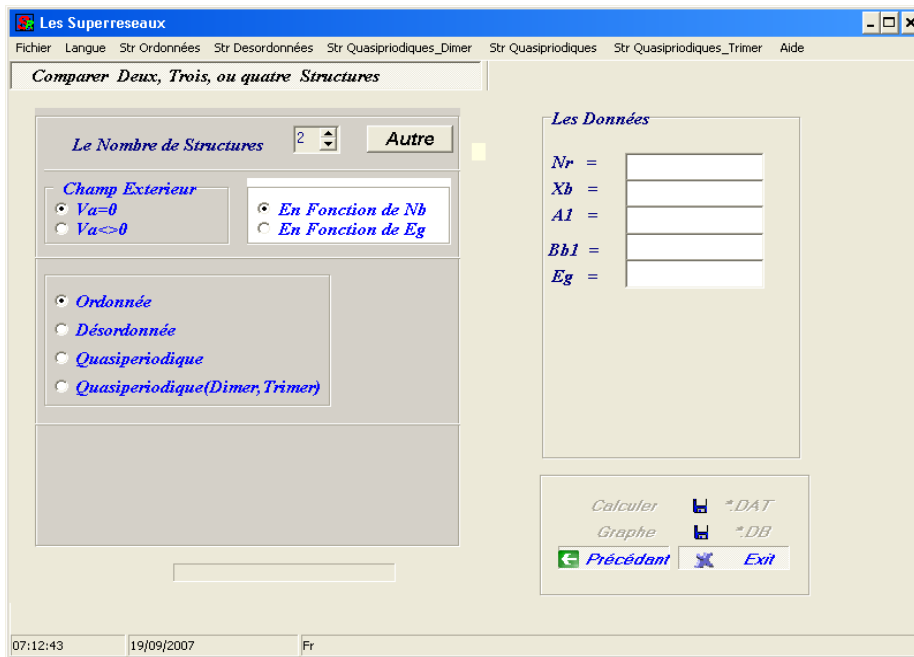 Les Superreseaux
Fichier Langue Str Ordonnées Str Desordonnées Str Quasipriodiques_Dimer Str Quasipriodiques Str Quasipriodiques_Trimer Aide
Comparer Deux, Trois, ou quatre Structures
Le Nombre de Structures 2 Autre
Champ Exterieur
Va=0
Va<>0
En Fonction de Nb
En Fonction de Eg
Ordonnée
Désordonnée
Quasiperiodique
Quasiperiodique(Dimer,Trimer)
Les Données
Nr =
Xb =
A1 =
Bb1 =
Eg =
Calculer *.DAT
Graphe *.DB
Précédant Exit
07:12:43 19/09/2007 Fr